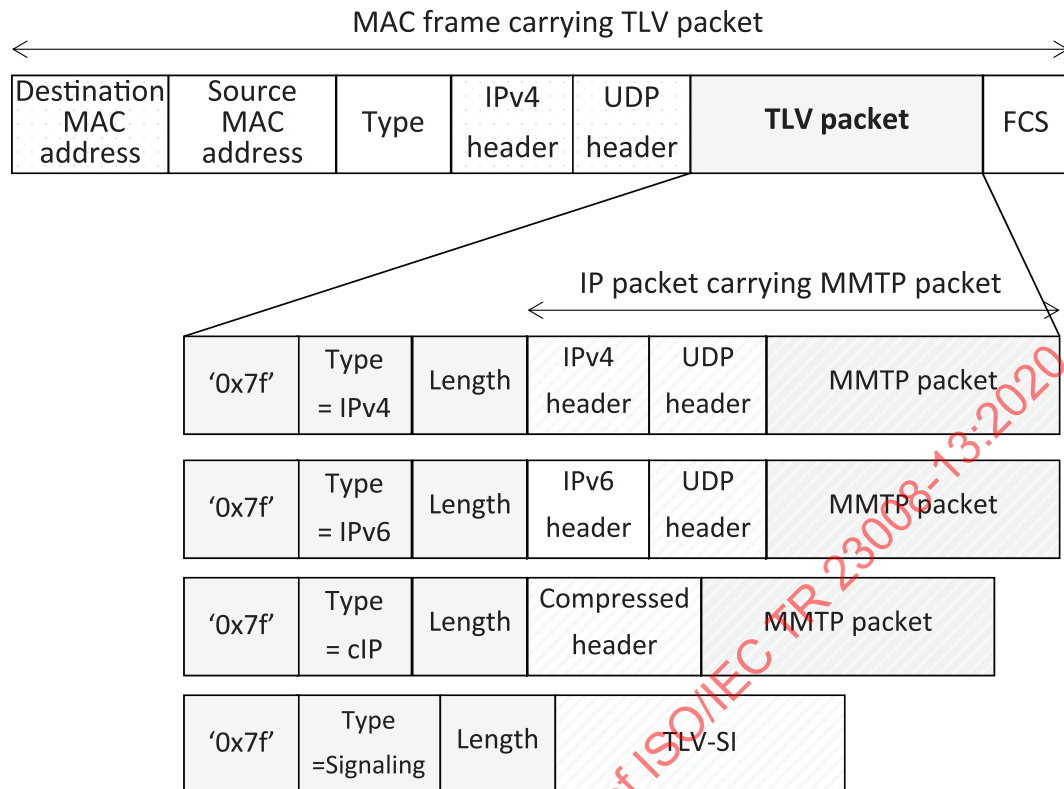 MAC frame carrying TLV packet
Destination MAC address
Source MAC address
Type
IPv4 header
UDP header
TLV packet
FCS
IP packet carrying MMTP packet
'0x7f'
Type = IPv4
Length
IPv4 header
UDP header
MMTP packet
'0x7f'
Type = IPv6
Length
IPv6 header
UDP header
MMTP packet
'0x7f'
Type = cIP
Length
Compressed header
MMTP packet
'0x7f'
Type =Signaling
Length
TLV-SI
of ISO/IEC TR 23008-13:2020